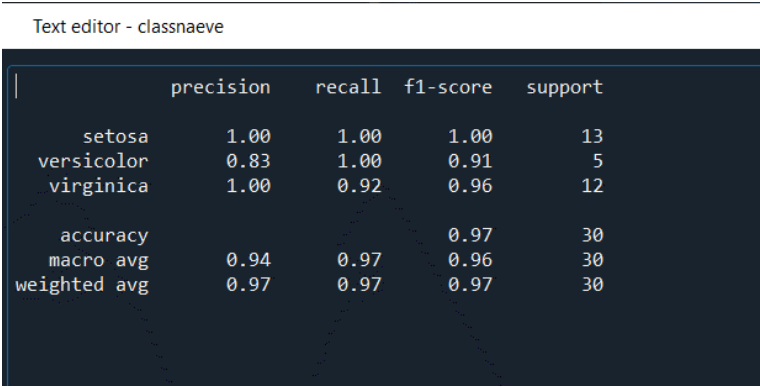 Text editor - classnaeve
precision recall f1-score support
setosa 1.00 1.00 1.00 13
versicolor 0.83 1.00 0.91 5
virginica 1.00 0.92 0.96 12
accuracy 0.97 30
macro avg 0.94 0.97 0.96 30
weighted avg 0.97 0.97 0.97 30